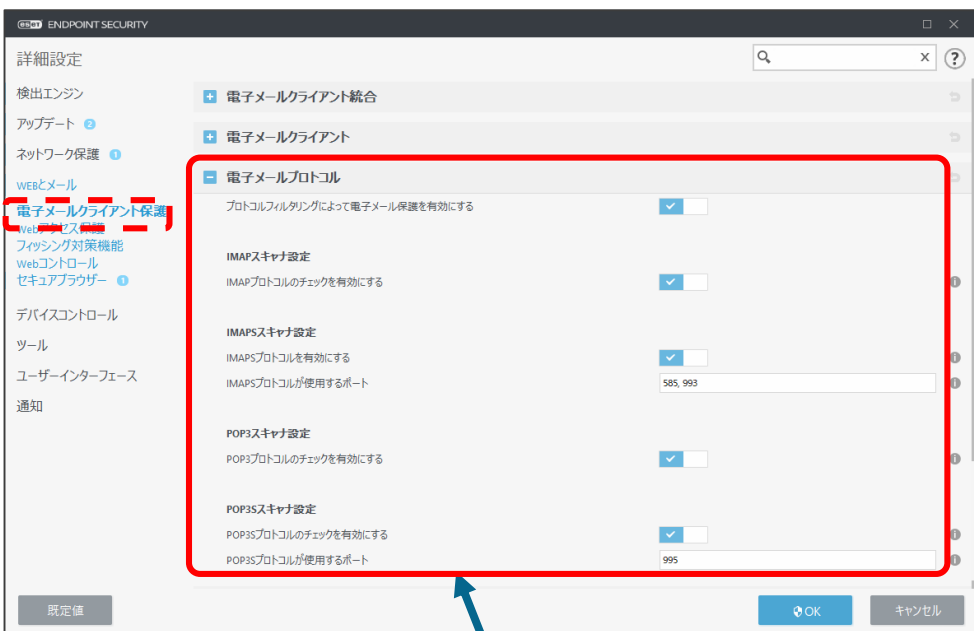 eset ENDPOINT SECURITY
詳細設定
検出エンジン
アップデート 2
ネットワーク保護 1
WEBとメール
電子メールクライアント保護
Webアクセス保護
フィッシング対策機能
Webコントロール
セキュアブラウザー 1
デバイスコントロール
ツール
ユーザーインターフェース
通知
電子メールクライアント統合
電子メールクライアント
電子メールプロトコル
プロトコルフィルタリングによって電子メール保護を有効にする
IMAPスキャナ設定
IMAPプロトコルのチェックを有効にする
IMAPSスキャナ設定
IMAPSプロトコルを有効にする
IMAPSプロトコルが使用するポート 585, 993
POP3スキャナ設定
POP3プロトコルのチェックを有効にする
POP3Sスキャナ設定
POP3Sプロトコルのチェックを有効にする
POP3Sプロトコルが使用するポート 995
既定値 OK キャンセル